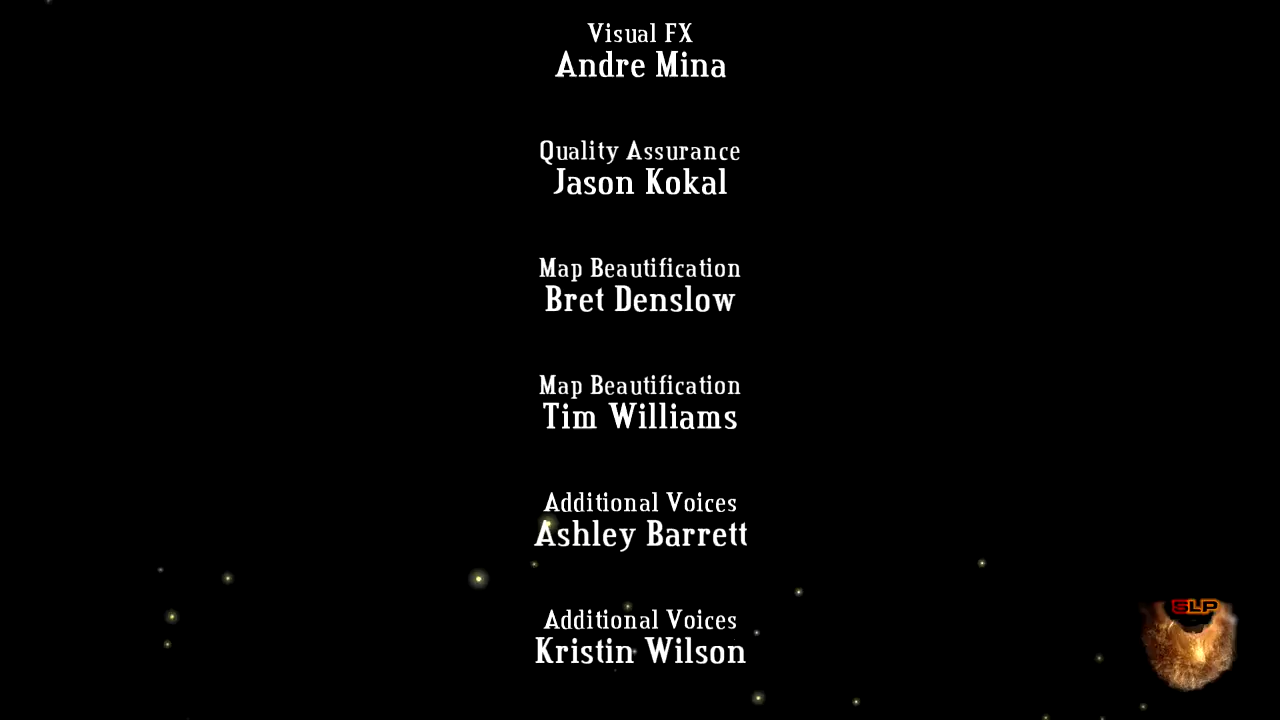 Visual FX
Andre Mina
Quality Assurance
Jason Kokal
Map Beautification
Bret Denslow
Map Beautification
Tim Williams
Additional Voices
Ashley Barrett
Additional Voices
Kristin Wilson
SLP